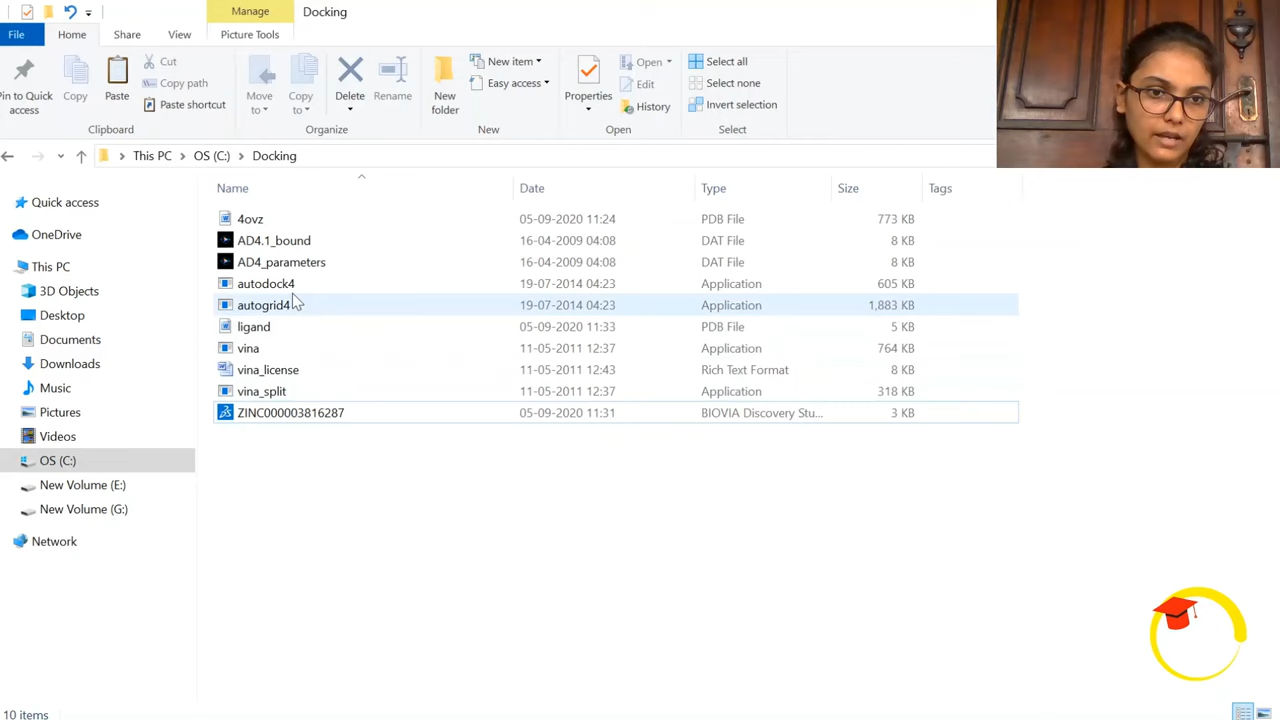 Manage
Docking
File
Home
Share
View
Picture Tools
Pin to Quick access
Copy
Paste
Cut
Copy path
Paste shortcut
Clipboard
Move to
Copy to
Delete
Rename
Organize
New folder
New item
Easy access
New
Properties
Open
Edit
History
Open
Select all
Select none
Invert selection
Select
This PC > OS (C:) > Docking
Quick access
OneDrive
This PC
3D Objects
Desktop
Documents
Downloads
Music
Pictures
Videos
OS (C:)
New Volume (E:)
New Volume (G:)
Network
Name Date Type Size Tags
4ovz 05-09-2020 11:24 PDB File 773 KB
AD4.1_bound 16-04-2009 04:08 DAT File 8 KB
AD4_parameters 16-04-2009 04:08 DAT File 8 KB
autodock4 19-07-2014 04:23 Application 605 KB
autogrid4 19-07-2014 04:23 Application 1,883 KB
ligand 05-09-2020 11:33 PDB File 5 KB
vina 11-05-2011 12:37 Application 764 KB
vina_license 11-05-2011 12:43 Rich Text Format 8 KB
vina_split 11-05-2011 12:37 Application 318 KB
ZINC000003816287 05-09-2020 11:31 BIOVIA Discovery Stu... 3 KB
10 items